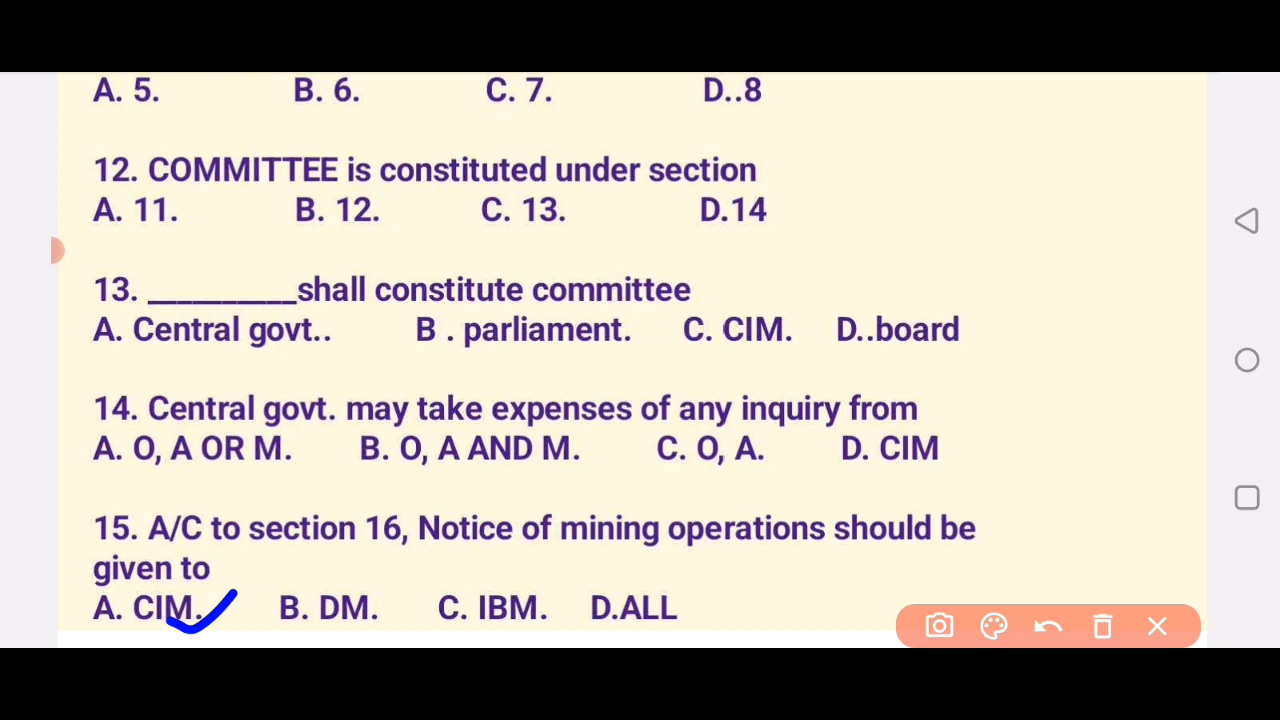 A. 5. B. 6. C. 7. D..8
12. COMMITTEE is constituted under section
A. 11. B. 12. C. 13. D.14
13. __________shall constitute committee
A. Central govt.. B . parliament. C. CIM. D..board
14. Central govt. may take expenses of any inquiry from
A. O, A OR M. B. O, A AND M. C. O, A. D. CIM
15. A/C to section 16, Notice of mining operations should be
given to
A. CIM. B. DM. C. IBM. D.ALL